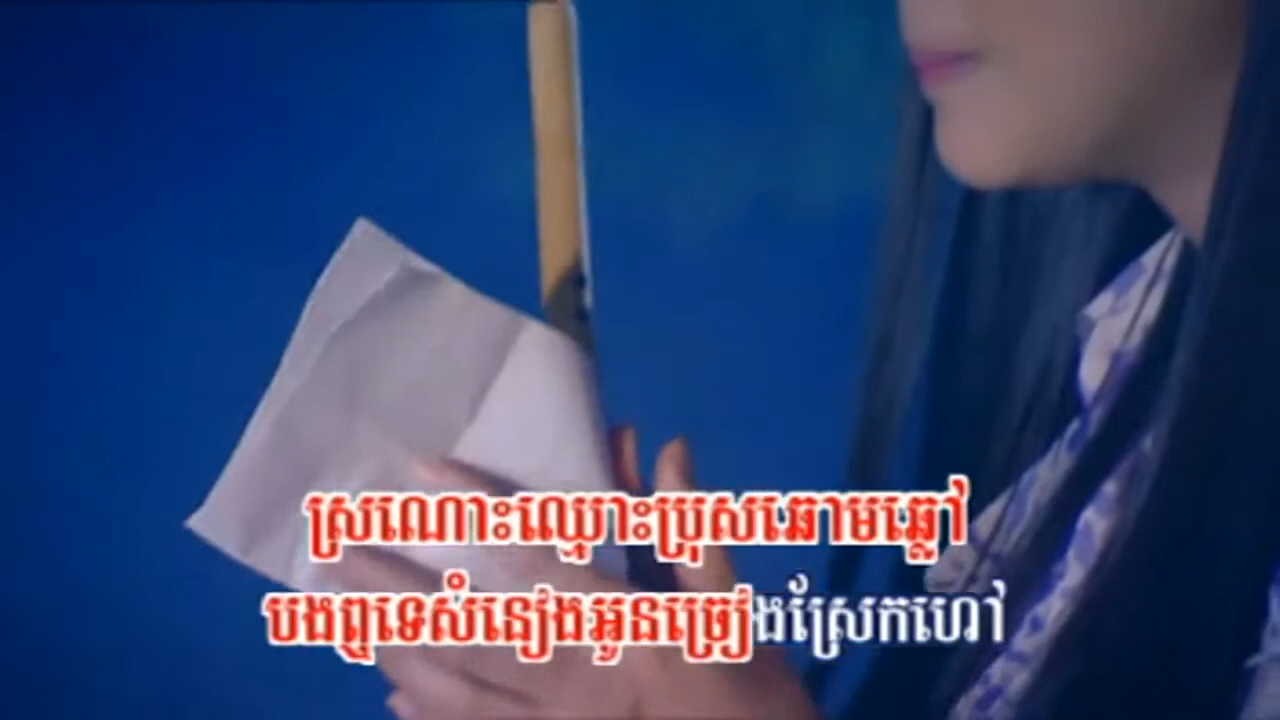 ស្រណោះឈ្មោះប្រុសឆោមឆ្លៅ
បងឮទេសំនៀងអូនច្រៀងស្រែកហៅ